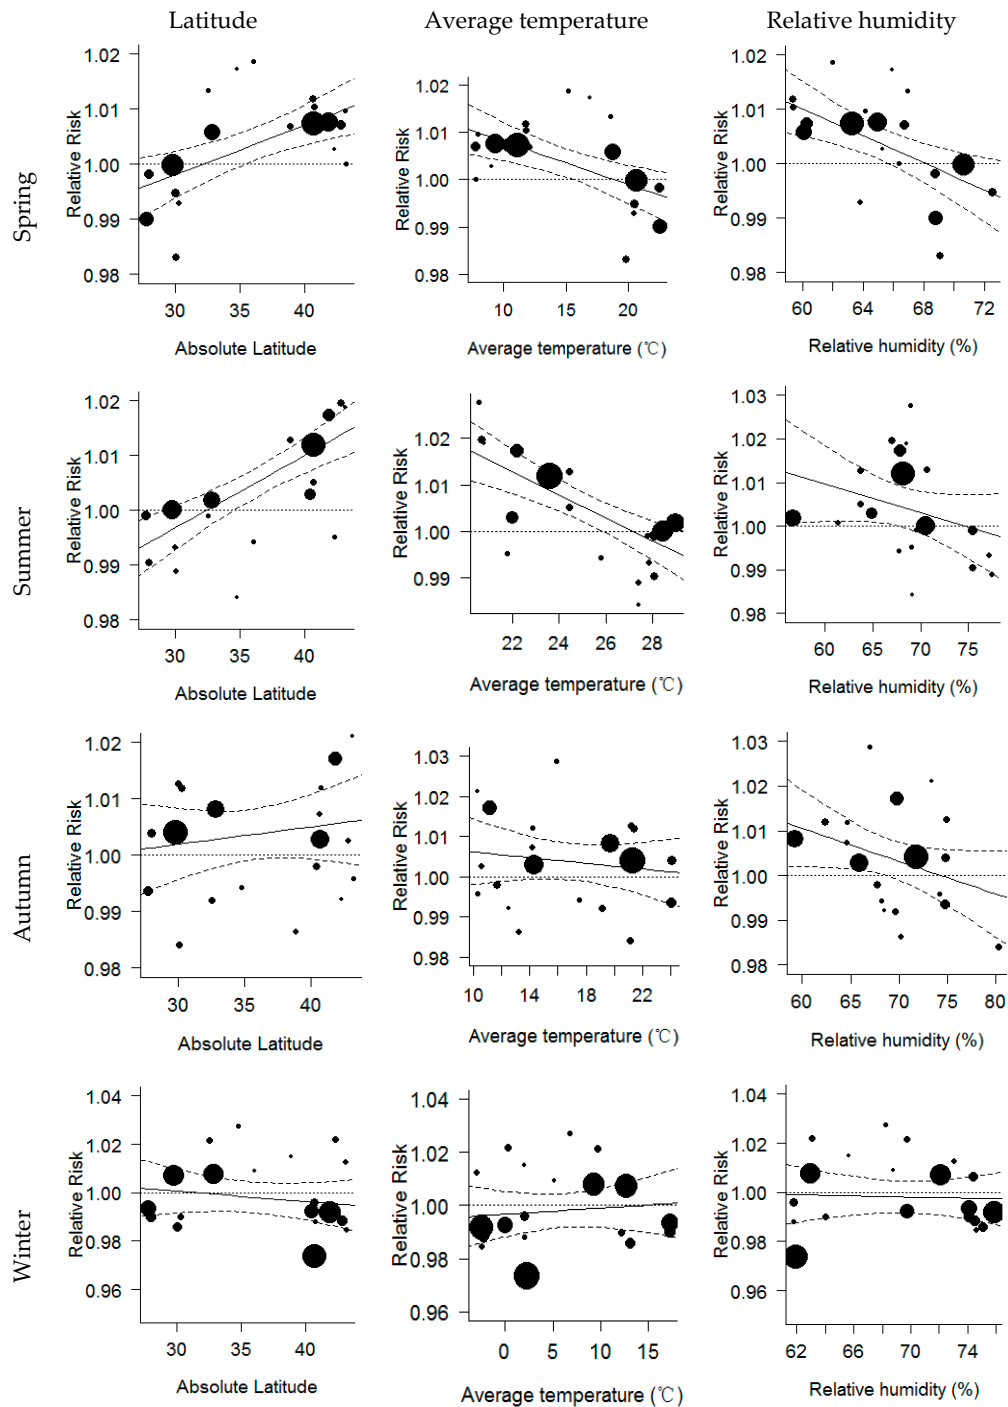 Latitude Average temperature Relative humidity
Spring
Relative Risk
1.02
1.01
1.00
0.99
0.98
30 35 40
Absolute Latitude
Relative Risk
1.02
1.01
1.00
0.99
0.98
10 15 20
Average temperature (℃)
Relative Risk
1.02
1.01
1.00
0.99
0.98
60 64 68 72
Relative humidity (%)
Summer
Relative Risk
1.02
1.01
1.00
0.99
0.98
30 35 40
Absolute Latitude
Relative Risk
1.02
1.01
1.00
0.99
22 24 26 28
Average temperature (℃)
Relative Risk
1.03
1.02
1.01
1.00
0.99
0.98
60 65 70 75
Relative humidity (%)
Autumn
Relative Risk
1.02
1.01
1.00
0.99
0.98
30 35 40
Absolute Latitude
Relative Risk
1.03
1.02
1.01
1.00
0.99
0.98
10 14 18 22
Average temperature (℃)
Relative Risk
1.03
1.02
1.01
1.00
0.99
0.98
60 65 70 75 80
Relative humidity (%)
Winter
Relative Risk
1.04
1.02
1.00
0.98
0.96
30 35 40
Absolute Latitude
Relative Risk
1.04
1.02
1.00
0.98
0.96
0 5 10 15
Average temperature (℃)
Relative Risk
1.04
1.02
1.00
0.98
0.96
62 66 70 74
Relative humidity (%)